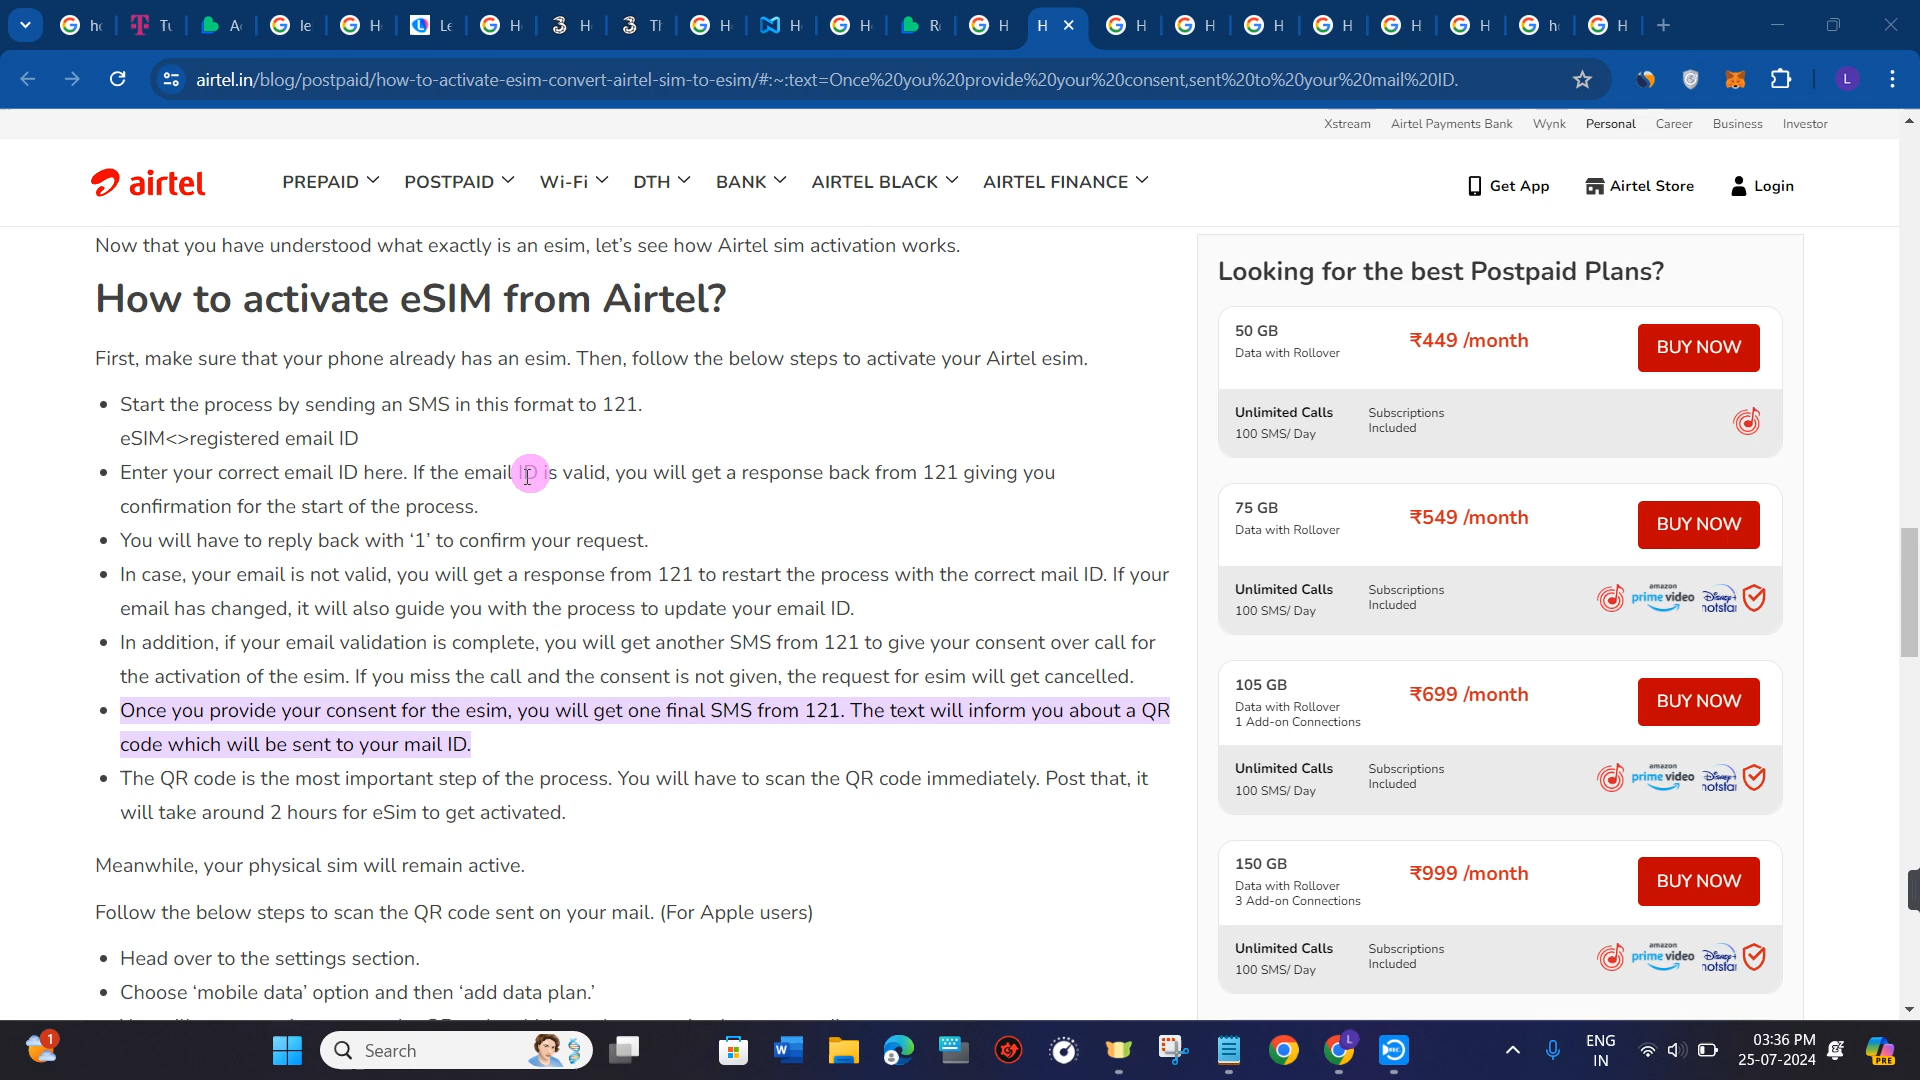 airtel.in/blog/postpaid/how-to-activate-esim-convert-airtel-sim-to-esim/#:~:text=Once%20you%20provide%20your%20consent,sent%20to%20your%20mail%20ID.
Xstream Airtel Payments Bank Wynk Personal Career Business Investor
airtel PREPAID POSTPAID Wi-Fi DTH BANK AIRTEL BLACK AIRTEL FINANCE Get App Airtel Store Login
Now that you have understood what exactly is an esim, let's see how Airtel sim activation works.
How to activate eSIM from Airtel?
First, make sure that your phone already has an esim. Then, follow the below steps to activate your Airtel esim.
Start the process by sending an SMS in this format to 121.
eSIM<>registered email ID
Enter your correct email ID here. If the email ID is valid, you will get a response back from 121 giving you
confirmation for the start of the process.
You will have to reply back with ‘1’ to confirm your request.
In case, your email is not valid, you will get a response from 121 to restart the process with the correct mail ID. If your
email has changed, it will also guide you with the process to update your email ID.
In addition, if your email validation is complete, you will get another SMS from 121 to give your consent over call for
the activation of the esim. If you miss the call and the consent is not given, the request for esim will get cancelled.
Once you provide your consent for the esim, you will get one final SMS from 121. The text will inform you about a QR
code which will be sent to your mail ID.
The QR code is the most important step of the process. You will have to scan the QR code immediately. Post that, it
will take around 2 hours for eSim to get activated.
Meanwhile, your physical sim will remain active.
Follow the below steps to scan the QR code sent on your mail. (For Apple users)
Head over to the settings section.
Choose ‘mobile data’ option and then ‘add data plan.’
Looking for the best Postpaid Plans?
50 GB
Data with Rollover
₹449 /month
BUY NOW
Unlimited Calls
100 SMS/ Day
Subscriptions
Included
75 GB
Data with Rollover
₹549 /month
BUY NOW
Unlimited Calls
100 SMS/ Day
Subscriptions
Included
amazon
prime video
Disney+
hotstar
105 GB
Data with Rollover
1 Add-on Connections
₹699 /month
BUY NOW
Unlimited Calls
100 SMS/ Day
Subscriptions
Included
amazon
prime video
Disney+
hotstar
150 GB
Data with Rollover
3 Add-on Connections
₹999 /month
BUY NOW
Unlimited Calls
100 SMS/ Day
Subscriptions
Included
amazon
prime video
Disney+
hotstar
1
Search
ENG
IN
03:36 PM
25-07-2024
PRE